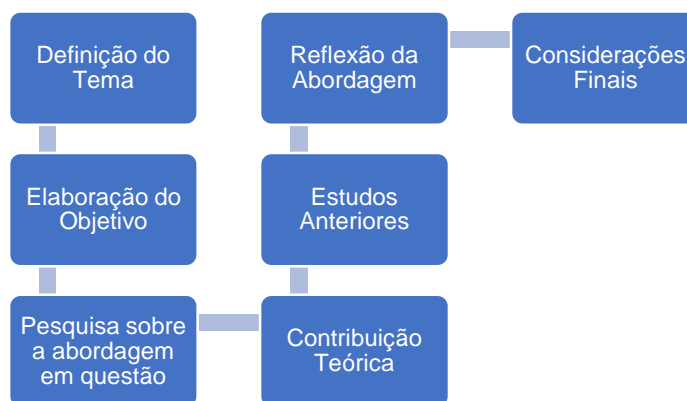 Definição do
Tema
Elaboração do
Objetivo
Pesquisa sobre
a abordagem
em questão
Contribuição
Teórica
Estudos
Anteriores
Reflexão da
Abordagem
Considerações
Finais